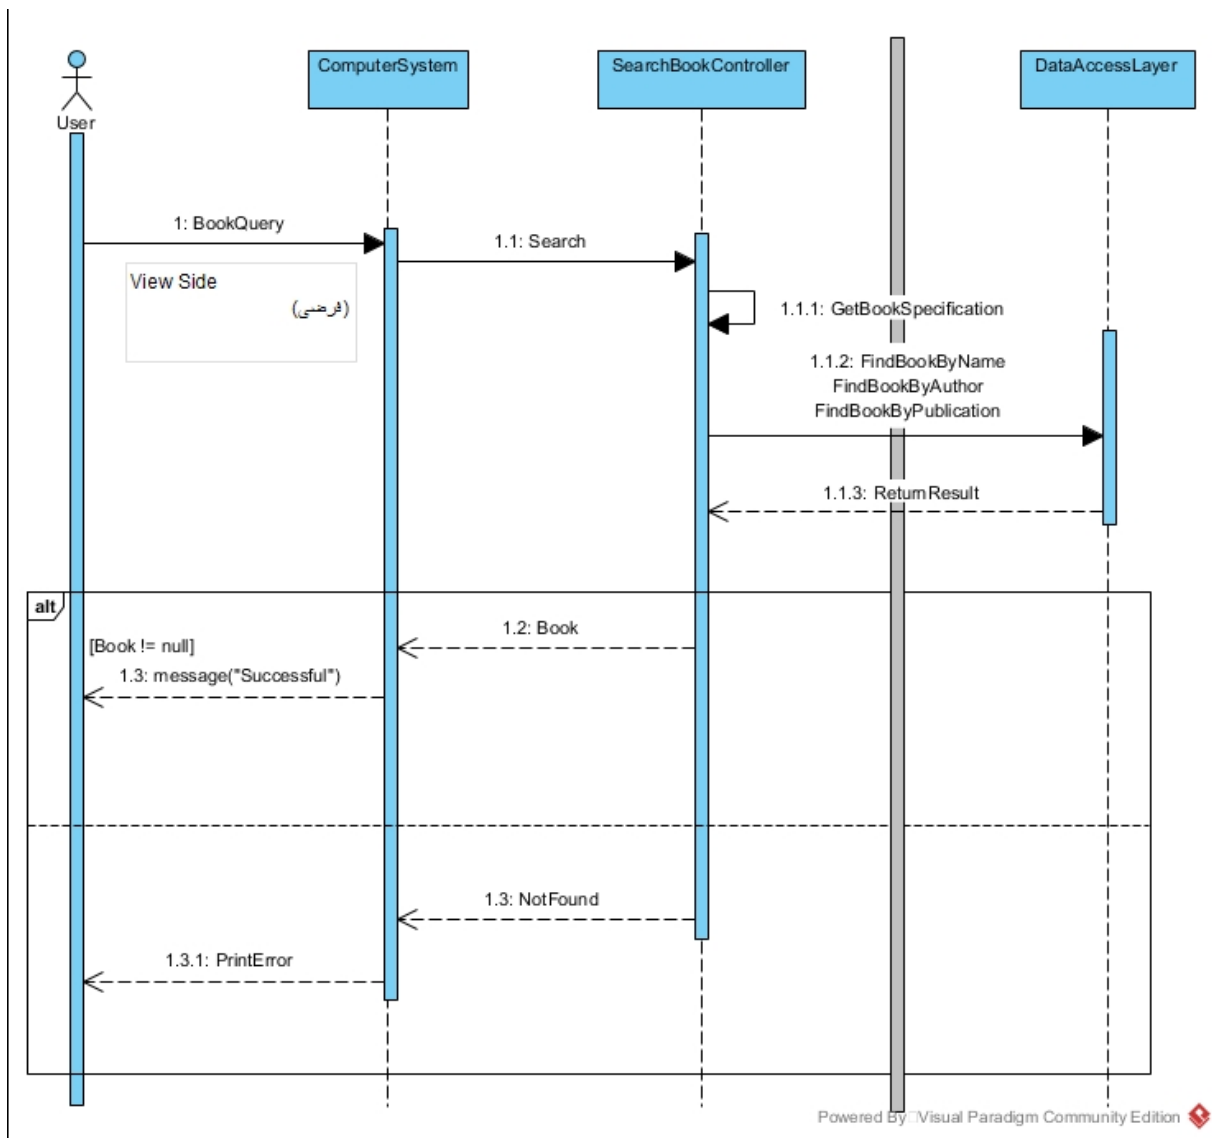 ComputerSystem
SearchBookController
DataAccessLayer
User
1: BookQuery
1.1: Search
View Side
(فرضی)
1.1.1: GetBookSpecification
1.1.2: FindBookByName
FindBookByAuthor
FindBookByPublication
1.1.3: ReturnResult
alt
1.2: Book
[Book != null]
1.3: message("Successful")
1.3: NotFound
1.3.1: PrintError
Powered By Visual Paradigm Community Edition